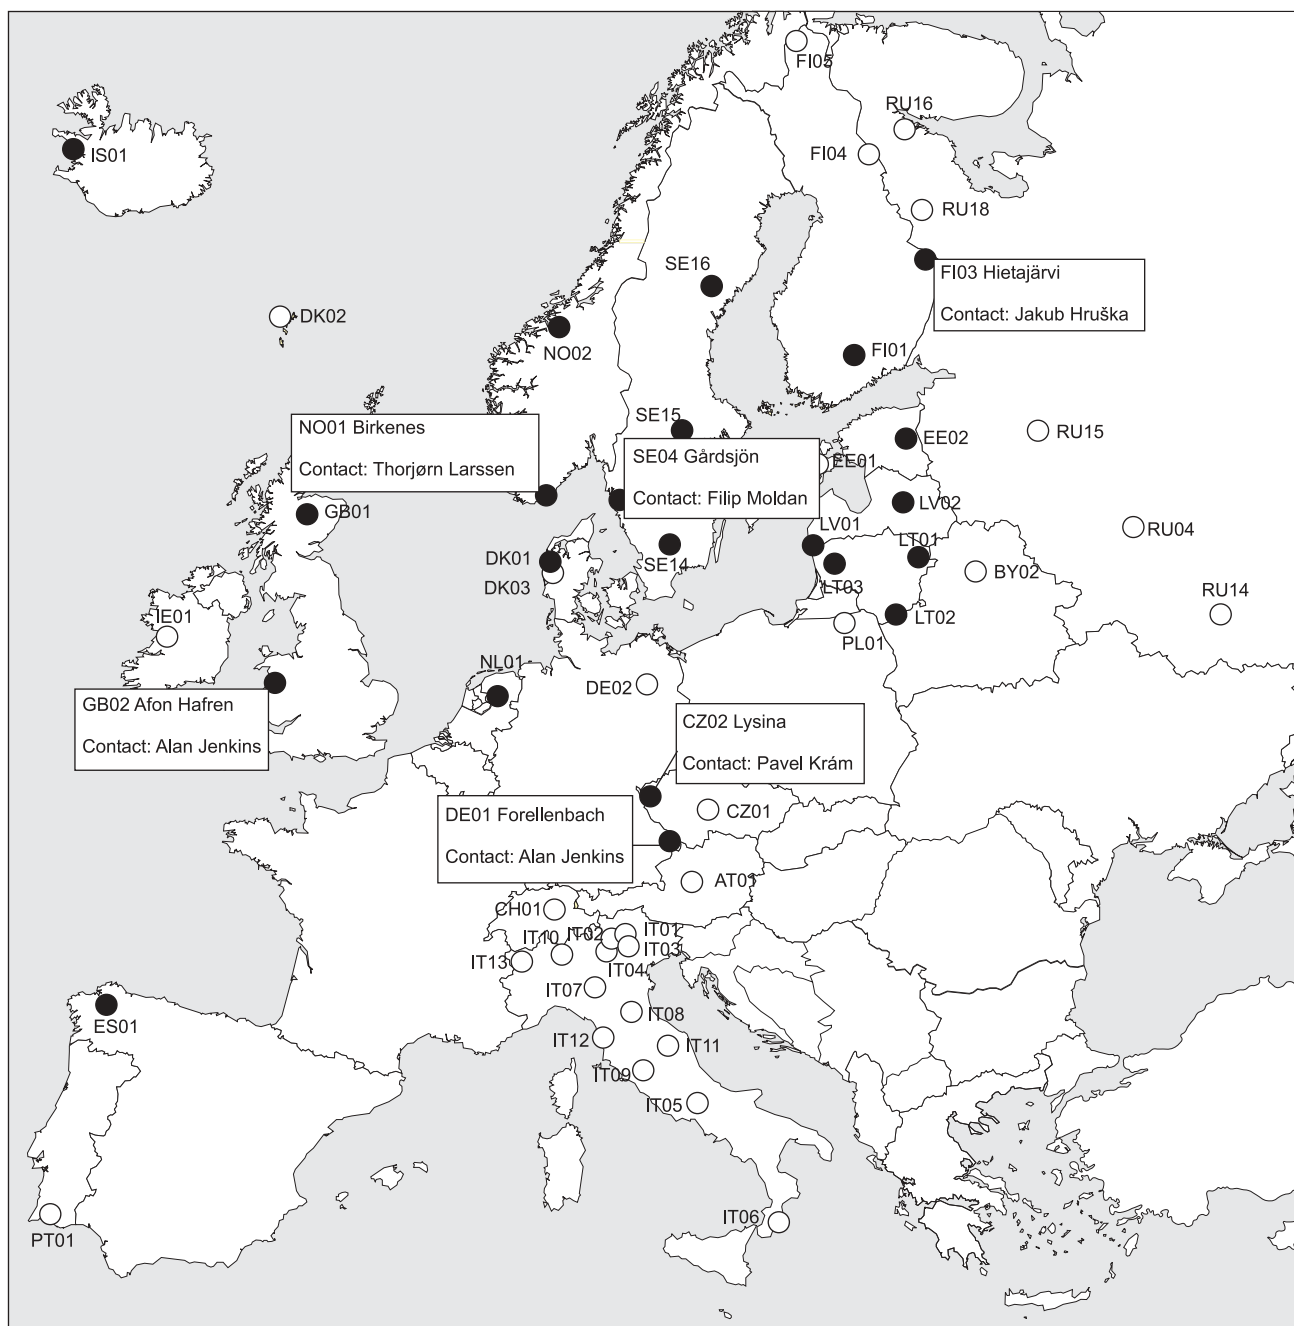 FI05
RU16
IS01
FI04
RU18
SE16
FI03 Hietajärvi
Contact: Jakub Hruška
DK02
NO02
FI01
SE15
NO01 Birkenes
Contact: Thorjørn Larssen
RU15
EE02
SE04 Gårdsjön
EE01
Contact: Filip Moldan
LV02
GB01
LV01
RU04
LT01
DK01
SE14
BY02
DK03
LT03
RU14
IE01
LT02
PL01
NL01
DE02
GB02 Afon Hafren
Contact: Alan Jenkins
CZ02 Lysina
Contact: Pavel Krám
CZ01
DE01 Forellenbach
Contact: Alan Jenkins
AT01
CH01
IT01
IT02
IT10
IT03
IT13
IT04
IT07
IT08
ES01
IT12
IT11
IT09
IT05
IT06
PT01